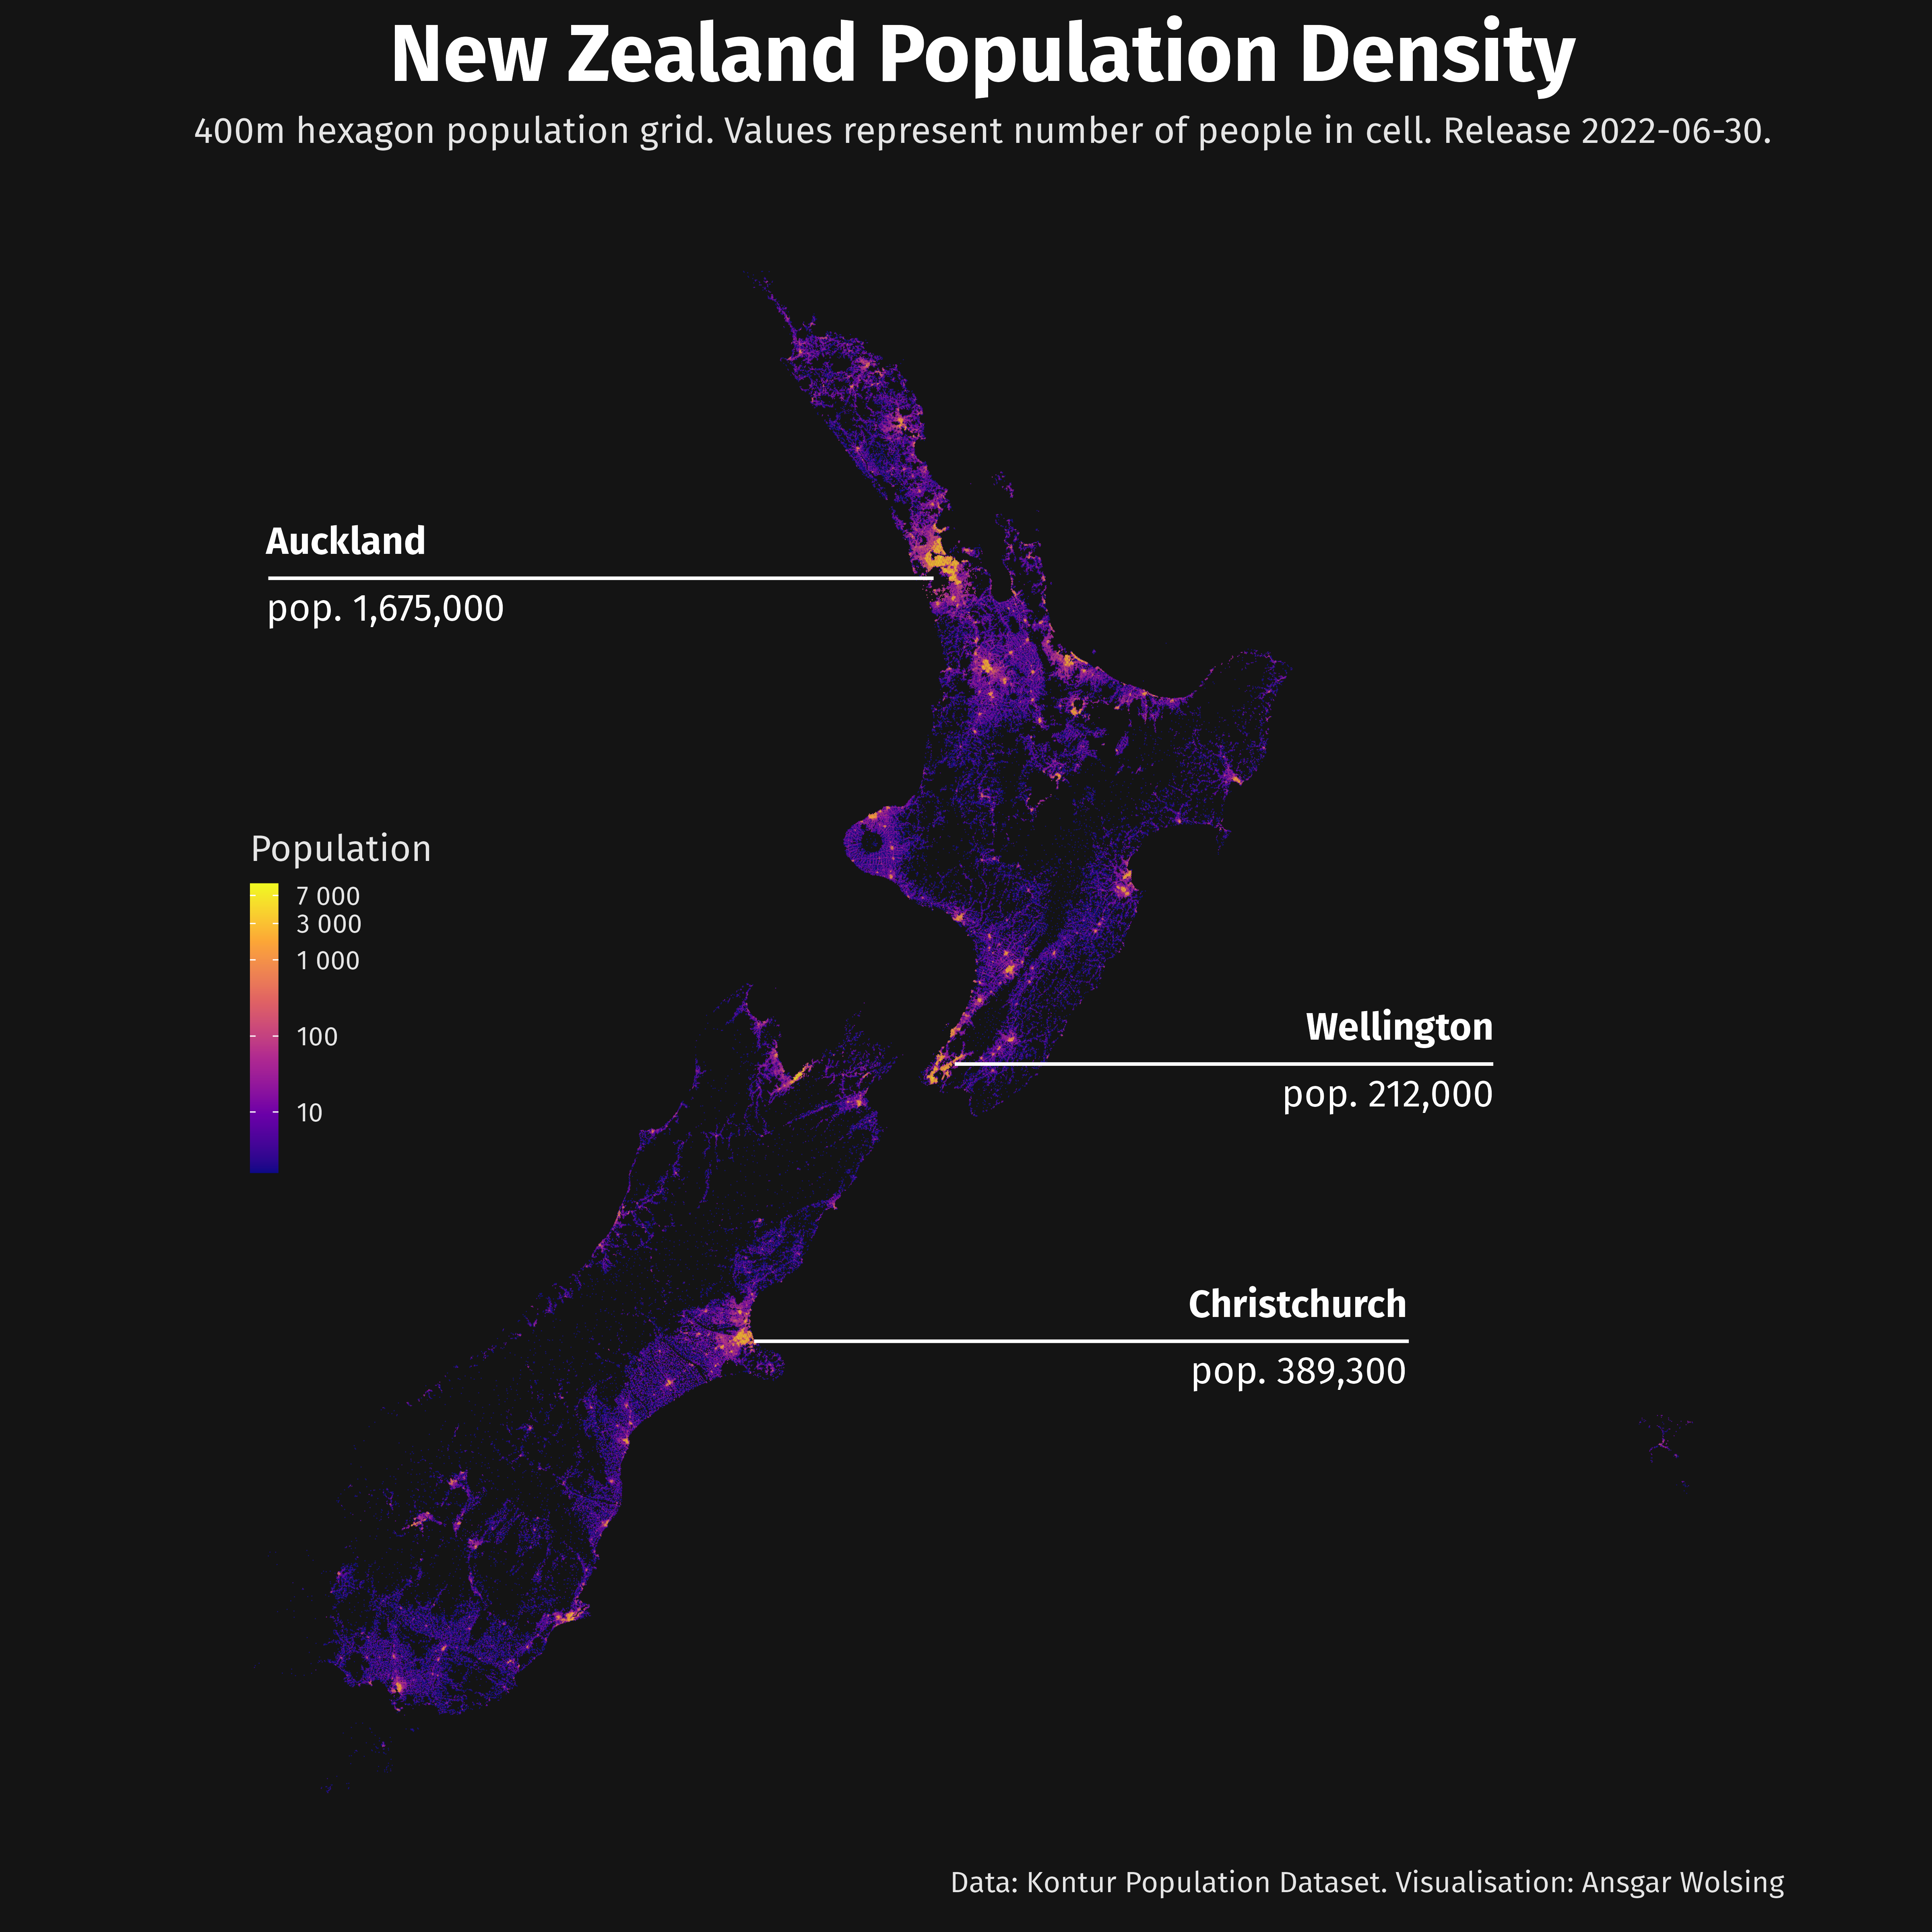 New Zealand Population Density
400m hexagon population grid. Values represent number of people in cell. Release 2022-06-30.
Auckland
pop. 1,675,000
Population
7 000
3 000
1 000
100
10
Wellington
pop. 212,000
Christchurch
pop. 389,300
Data: Kontur Population Dataset. Visualisation: Ansgar Wolsing